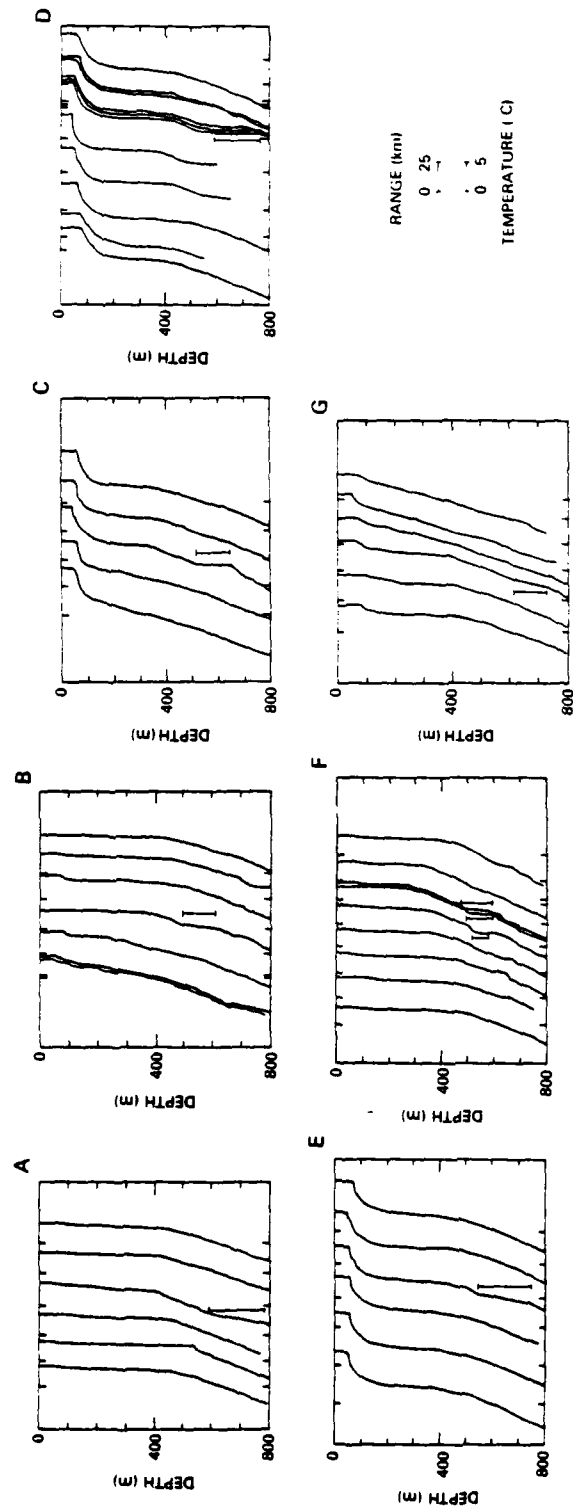 A
0
400
800
DEPTH (m)
B
0
400
800
DEPTH (m)
C
0
400
800
DEPTH (m)
D
0
400
800
DEPTH (m)
E
0
400
800
DEPTH (m)
F
0
400
800
DEPTH (m)
G
0
400
800
DEPTH (m)
RANGE (km)
0 25
0 5
TEMPERATURE ( C)